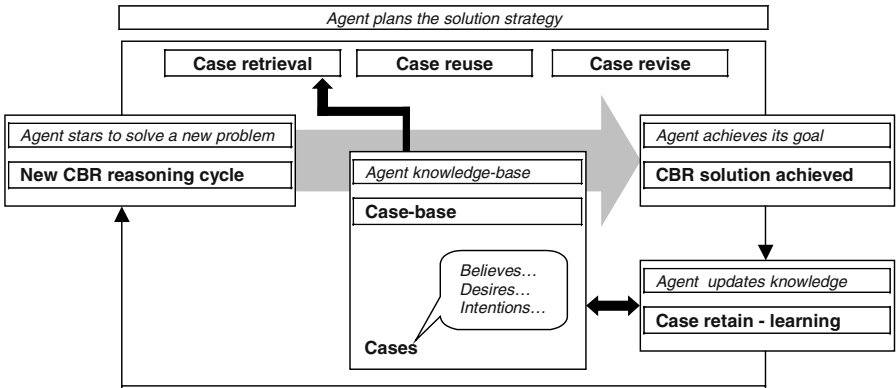 Agent plans the solution strategy
Case retrieval
Case reuse
Case revise
Agent stars to solve a new problem
New CBR reasoning cycle
Agent knowledge-base
Case-base
Believes…
Desires…
Intentions…
Cases
Agent achieves its goal
CBR solution achieved
Agent updates knowledge
Case retain - learning